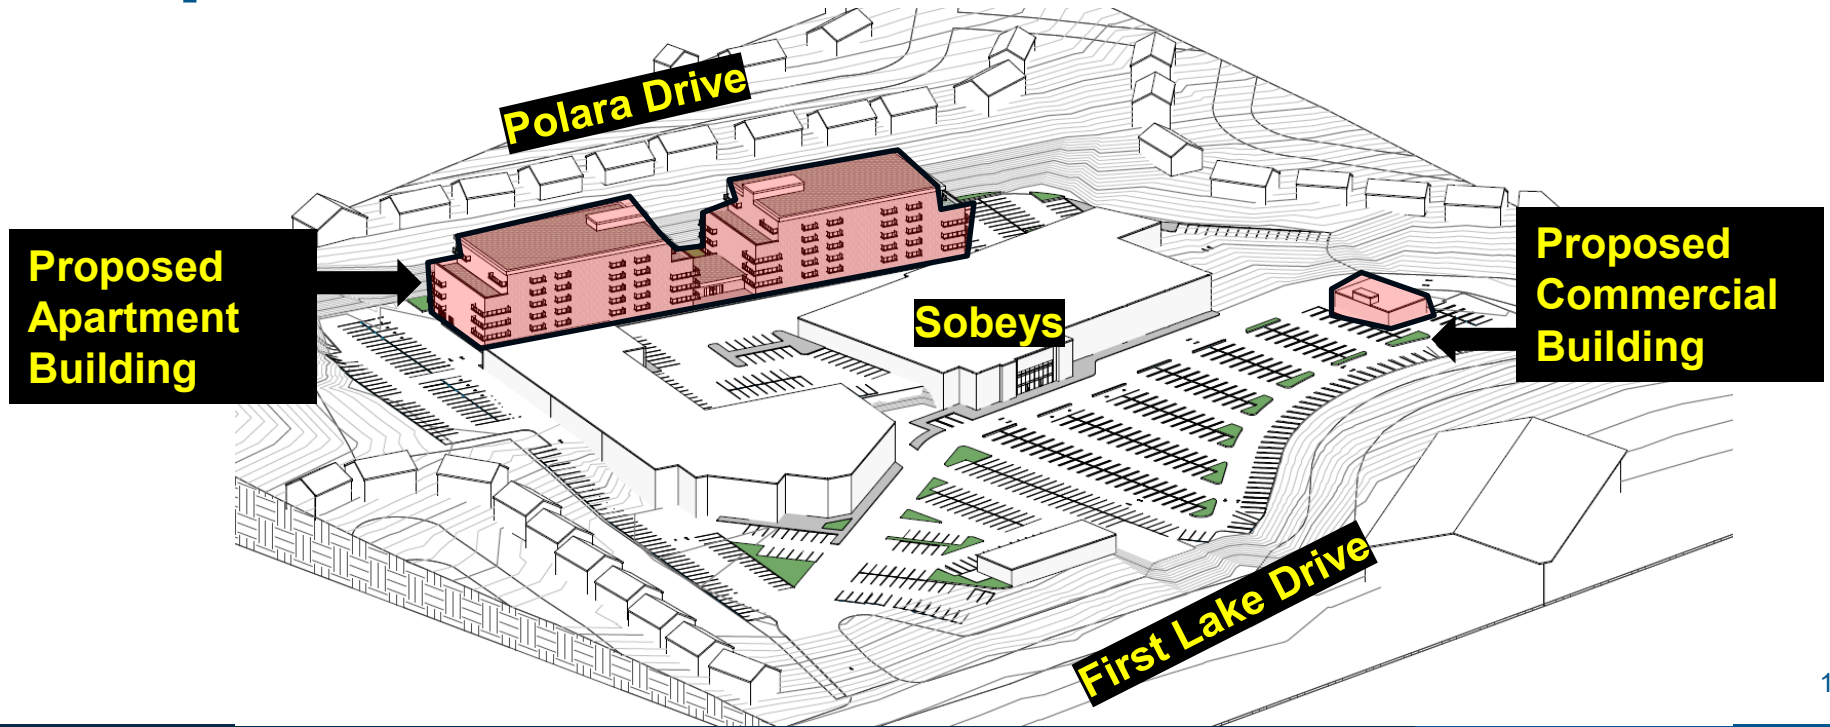 Polara Drive
Proposed
Apartment
Building
Sobeys
Proposed
Commercial
Building
First Lake Drive
1